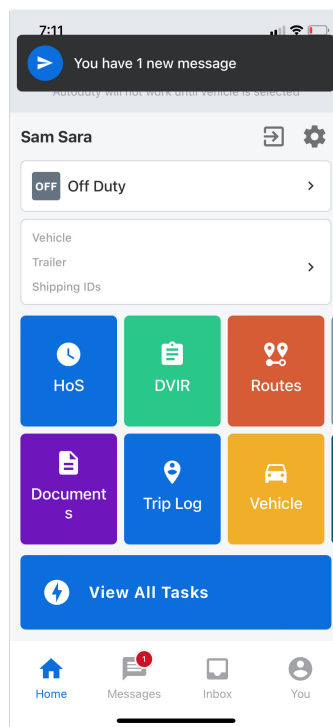 7:11
You have 1 new message
Autoduty will not work until vehicle is selected
Sam Sara
OFF Off Duty
Vehicle
Trailer
Shipping IDs
HoS DVIR Routes
Document
s
Trip Log Vehicle
View All Tasks
1
Home Messages Inbox You